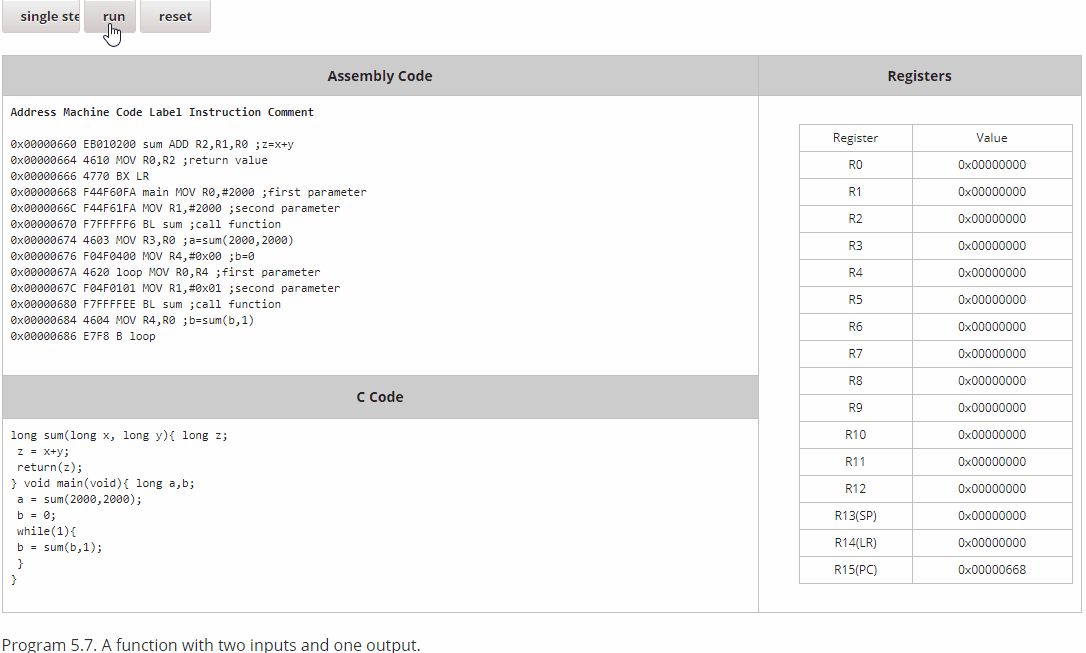 single ste run reset
Assembly Code
Address Machine Code Label Instruction Comment
0x00000660 EB010200 sum ADD R2,R1,R0 ;z=x+y
0x00000664 4610 MOV R0,R2 ;return value
0x00000666 4770 BX LR
0x00000668 F44F60FA main MOV R0,#2000 ;first parameter
0x0000066C F44F61FA MOV R1,#2000 ;second parameter
0x00000670 F7FFFFF6 BL sum ;call function
0x00000674 4603 MOV R3,R0 ;a=sum(2000,2000)
0x00000676 F04F0400 MOV R4,#0x00 ;b=0
0x0000067A 4620 loop MOV R0,R4 ;first parameter
0x0000067C F04F0101 MOV R1,#0x01 ;second parameter
0x00000680 F7FFFFEE BL sum ;call function
0x00000684 4604 MOV R4,R0 ;b=sum(b,1)
0x00000686 E7F8 B loop
C Code
long sum(long x, long y){ long z;
z = x+y;
return(z);
} void main(void){ long a,b;
a = sum(2000,2000);
b = 0;
while(1){
b = sum(b,1);
}
}
Registers
Register Value
R0 0x00000000
R1 0x00000000
R2 0x00000000
R3 0x00000000
R4 0x00000000
R5 0x00000000
R6 0x00000000
R7 0x00000000
R8 0x00000000
R9 0x00000000
R10 0x00000000
R11 0x00000000
R12 0x00000000
R13(SP) 0x00000000
R14(LR) 0x00000000
R15(PC) 0x00000668
Program 5.7. A function with two inputs and one output.